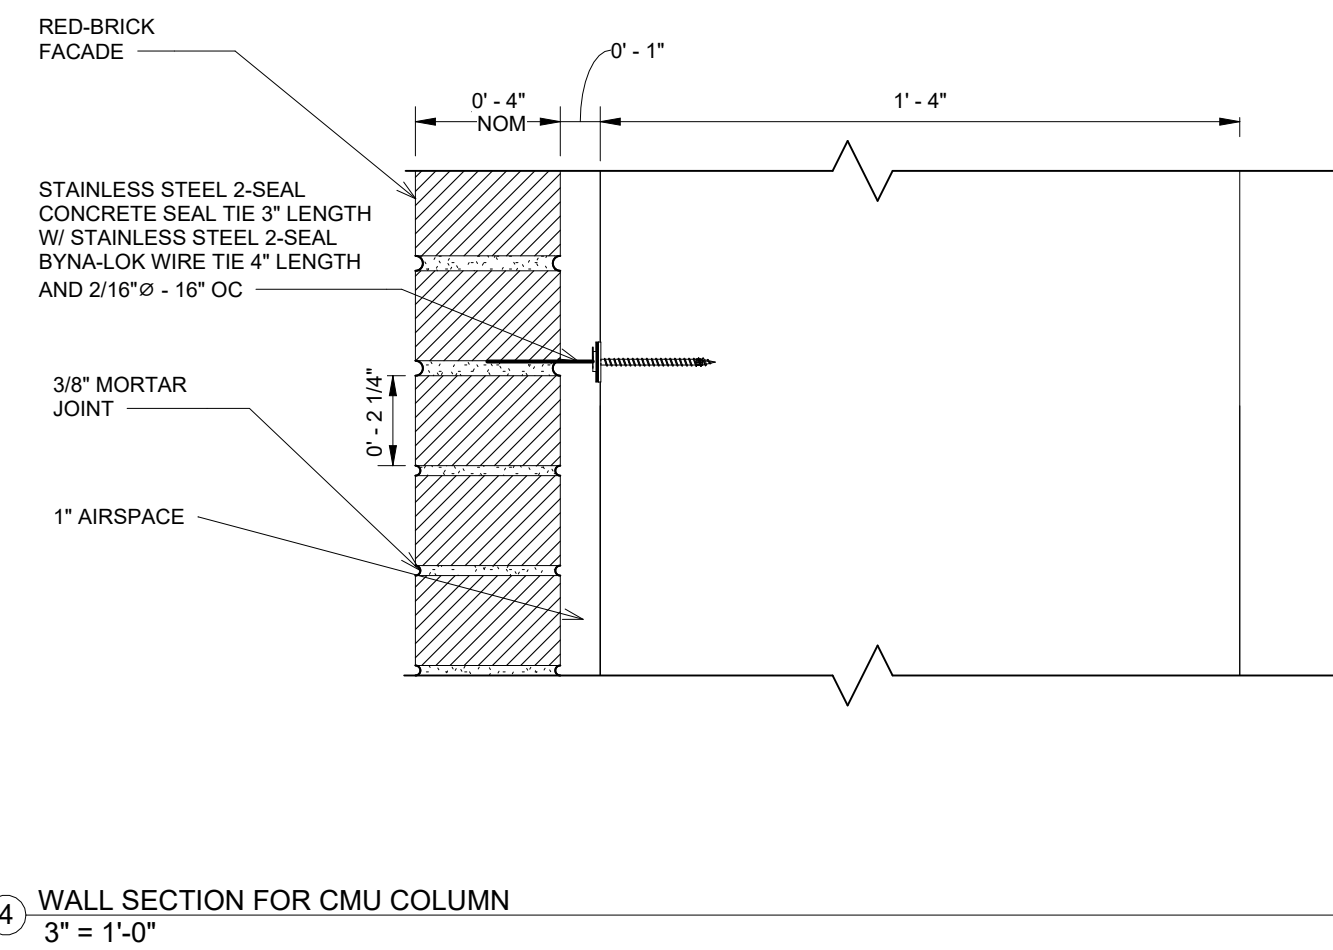 RED-BRICK
FACADE
0' - 1"
0' - 4"
NOM
1' - 4"
STAINLESS STEEL 2-SEAL
CONCRETE SEAL TIE 3" LENGTH
W/ STAINLESS STEEL 2-SEAL
BYNA-LOK WIRE TIE 4" LENGTH
AND 2/16"⌀ - 16" OC
3/8" MORTAR
JOINT
0' - 2 1/4"
1" AIRSPACE
4
WALL SECTION FOR CMU COLUMN
3" = 1'-0"